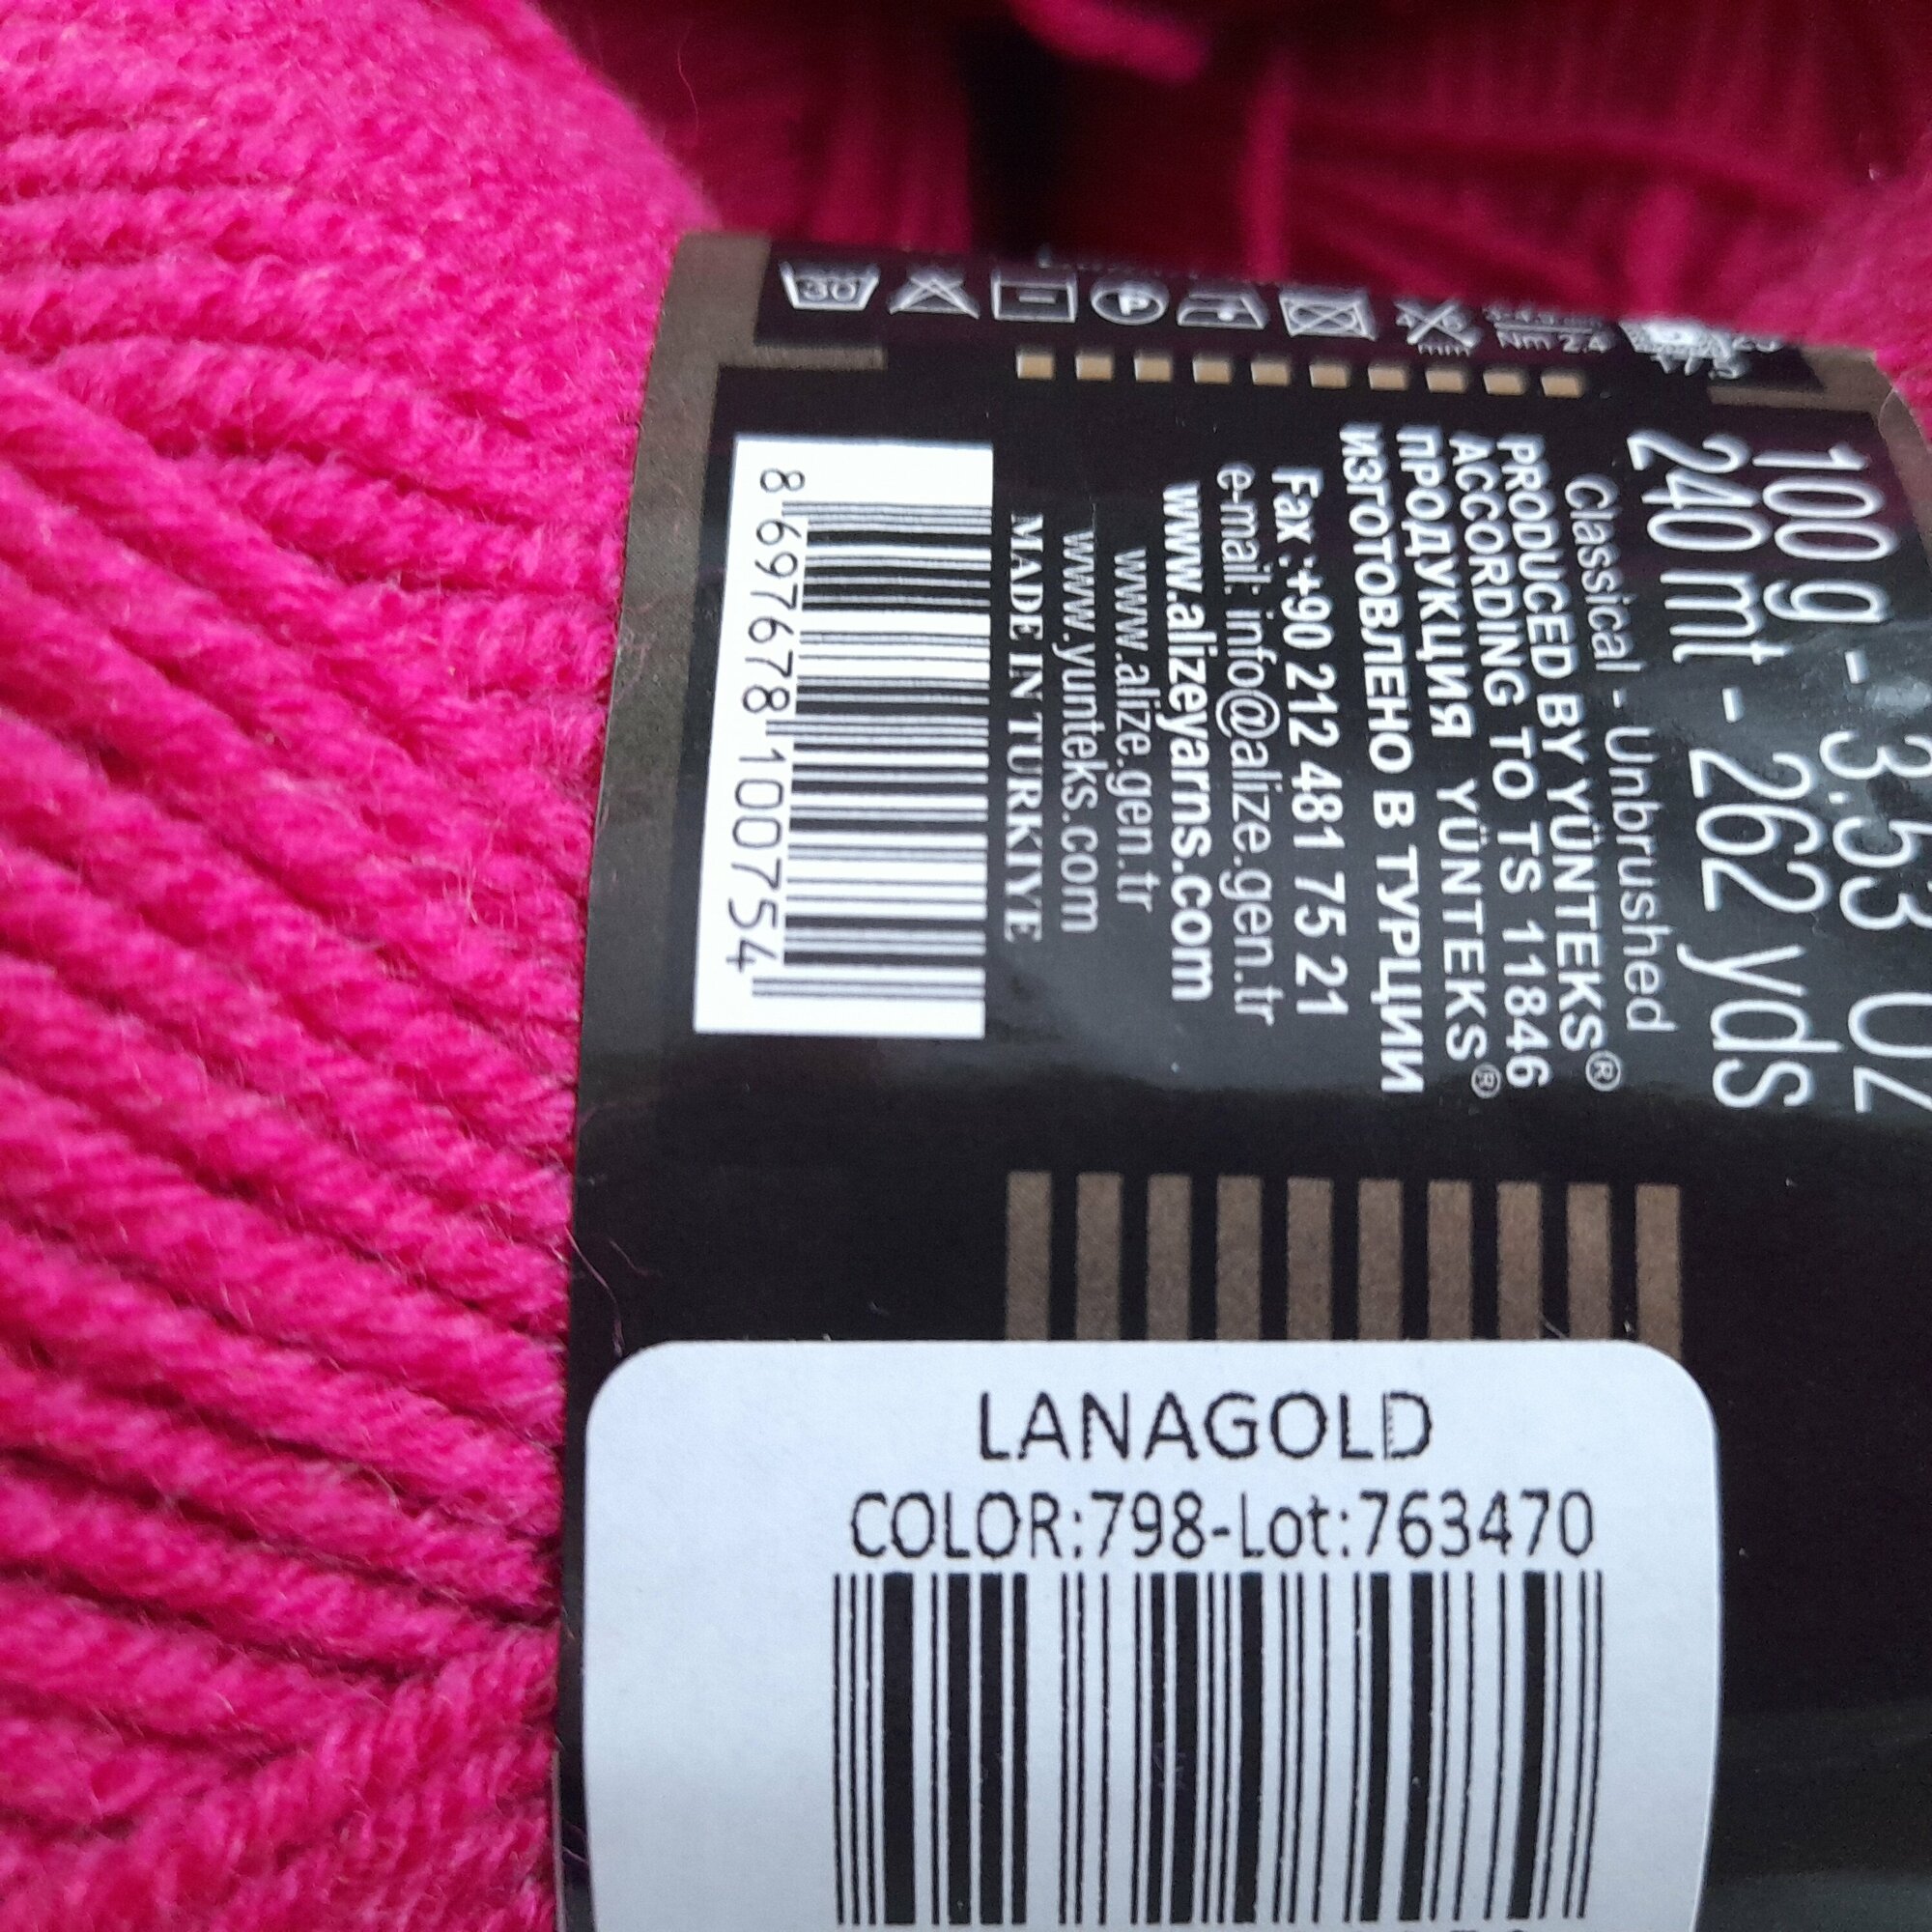 30
P
mm
Nm 2.4
100 g - 3.53 OZ
240 mt - 262 yds
Classical - Unbrushed
PRODUCED BY YÜNTEKS®
ACCORDING TO TS 11846
ПРОДУКЦИЯ YÜNTEKS®
ИЗГОТОВЛЕНО В ТУРЦИИ
Fax :+90 212 481 75 21
e-mail: info@alize.gen.tr
www.alizeyarns.com
www.alize.gen.tr
www.yunteks.com
MADE IN TURKIYE
8 697678 100754
LANAGOLD
COLOR:798-Lot:763470